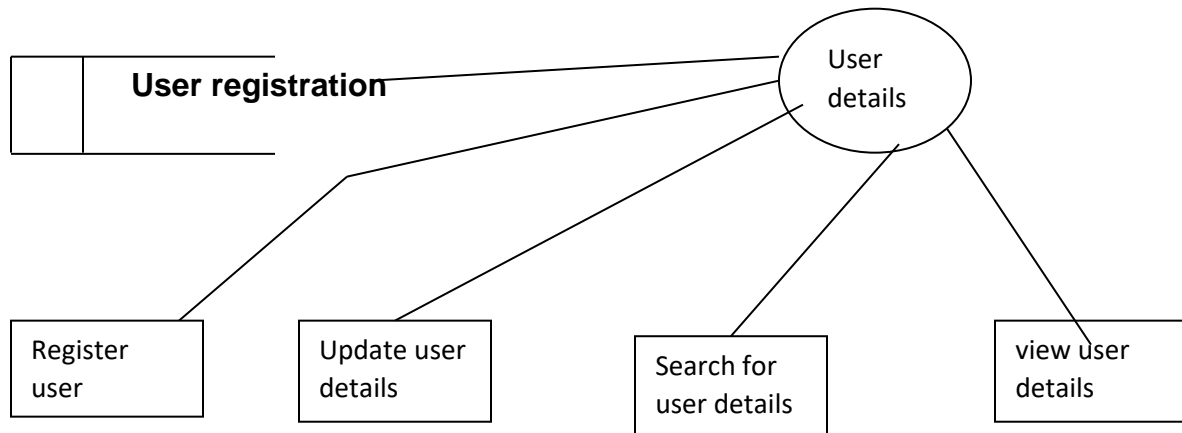 User registration
User
details
Register
user
Update user
details
Search for
user details
view user
details